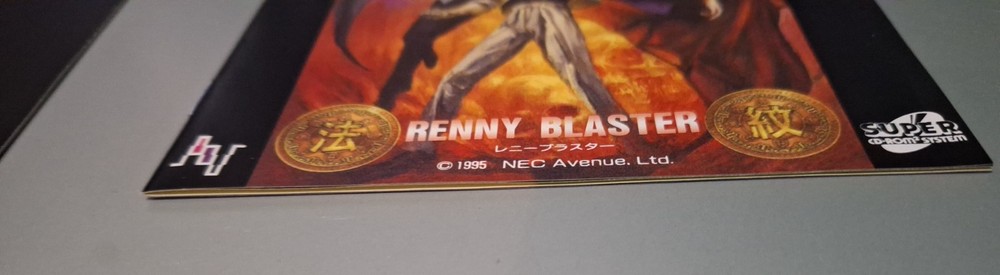 法
RENNY BLASTER
紋
レニーブラスター
© 1995 NEC Avenue, Ltd.
AV
SUPER
CD-ROM² SYSTEM